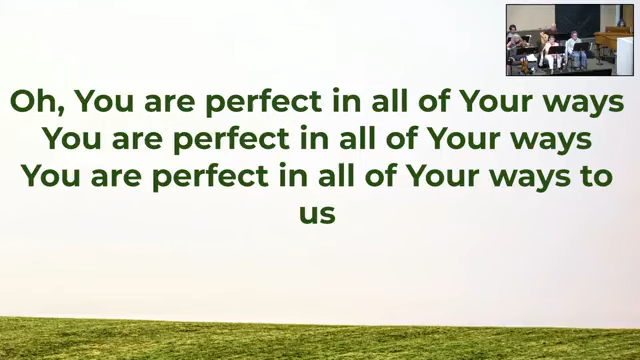 Oh, You are perfect in all of Your ways
You are perfect in all of Your ways
You are perfect in all of Your ways to
us